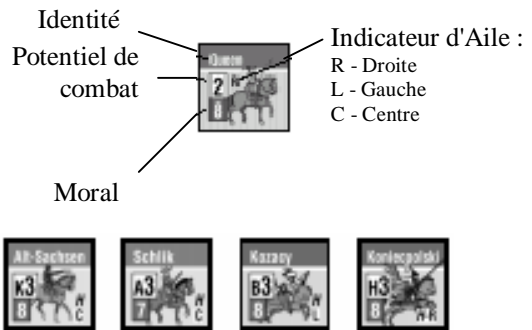 Identité
Potentiel de
combat
Moral
Indicateur d'Aile :
R - Droite
L - Gauche
C - Centre
Queen
2
8
Alt-Sachsen
K3
8
C
Schlik
A3
7
C
Kozacy
B3
8
L
Koniecpolski
H3
8
H-R